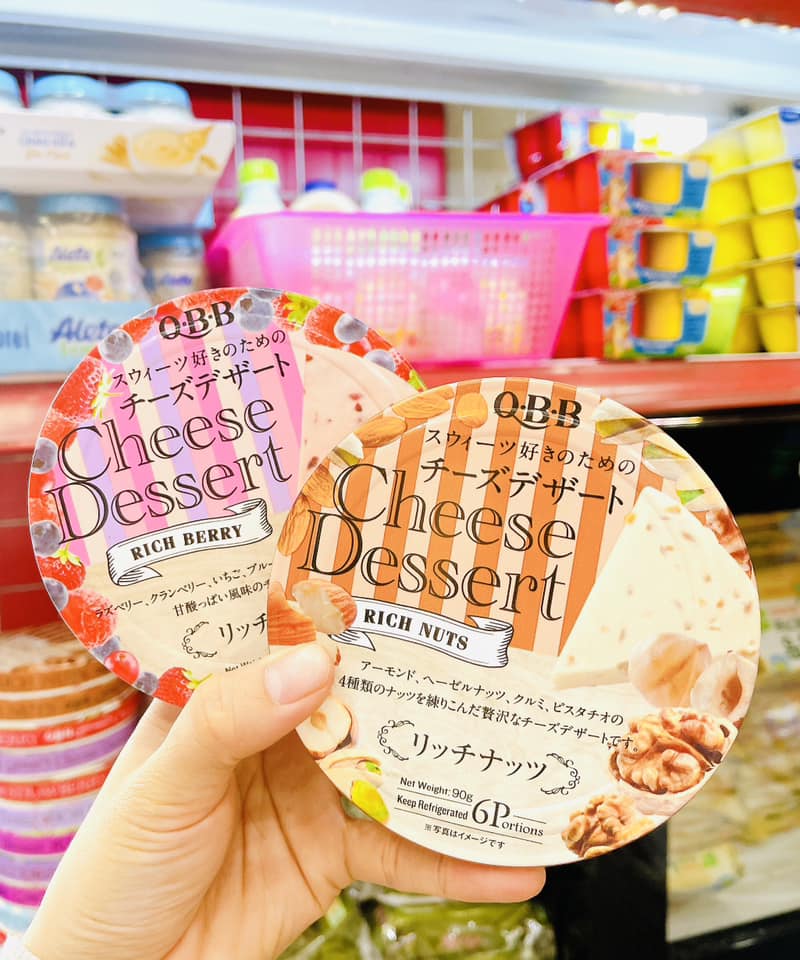 Q·B·B
スウィーツ好きのための
チーズデザート
Cheese
Dessert
RICH BERRY
ラズベリー、クランベリー、いちご、ブルー
甘酸っぱい風味の
リッチ
Q·B·B
スウィーツ好きのための
チーズデザート
Cheese
Dessert
RICH NUTS
アーモンド、ヘーゼルナッツ、クルミ、ピスタチオの
4種類のナッツを練りこんだ贅沢なチーズデザートです。
リッチナッツ
Net Weight: 90g
Keep Refrigerated
6Portions
※写真はイメージです
Aleta